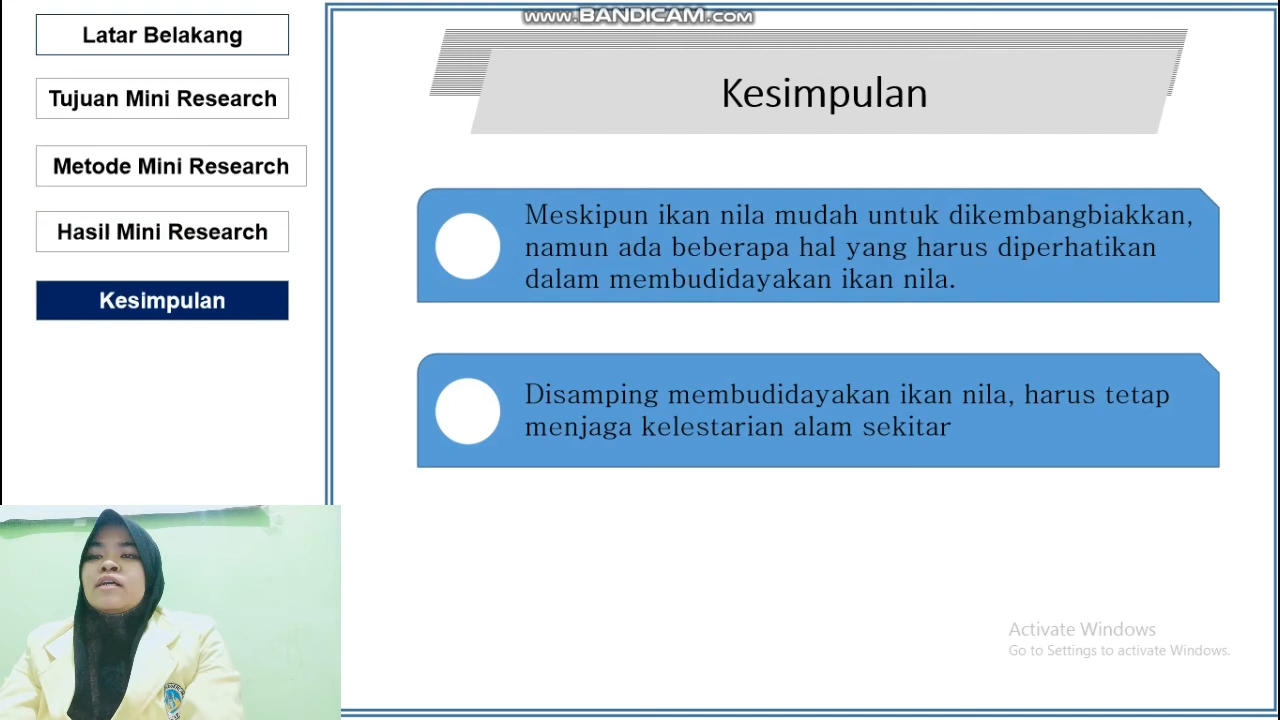 www.BANDICAM.com
Latar Belakang
Tujuan Mini Research
Metode Mini Research
Hasil Mini Research
Kesimpulan
Kesimpulan
Meskipun ikan nila mudah untuk dikembangbiakkan,
namun ada beberapa hal yang harus diperhatikan
dalam membudidayakan ikan nila.
Disamping membudidayakan ikan nila, harus tetap
menjaga kelestarian alam sekitar
Activate Windows
Go to Settings to activate Windows.